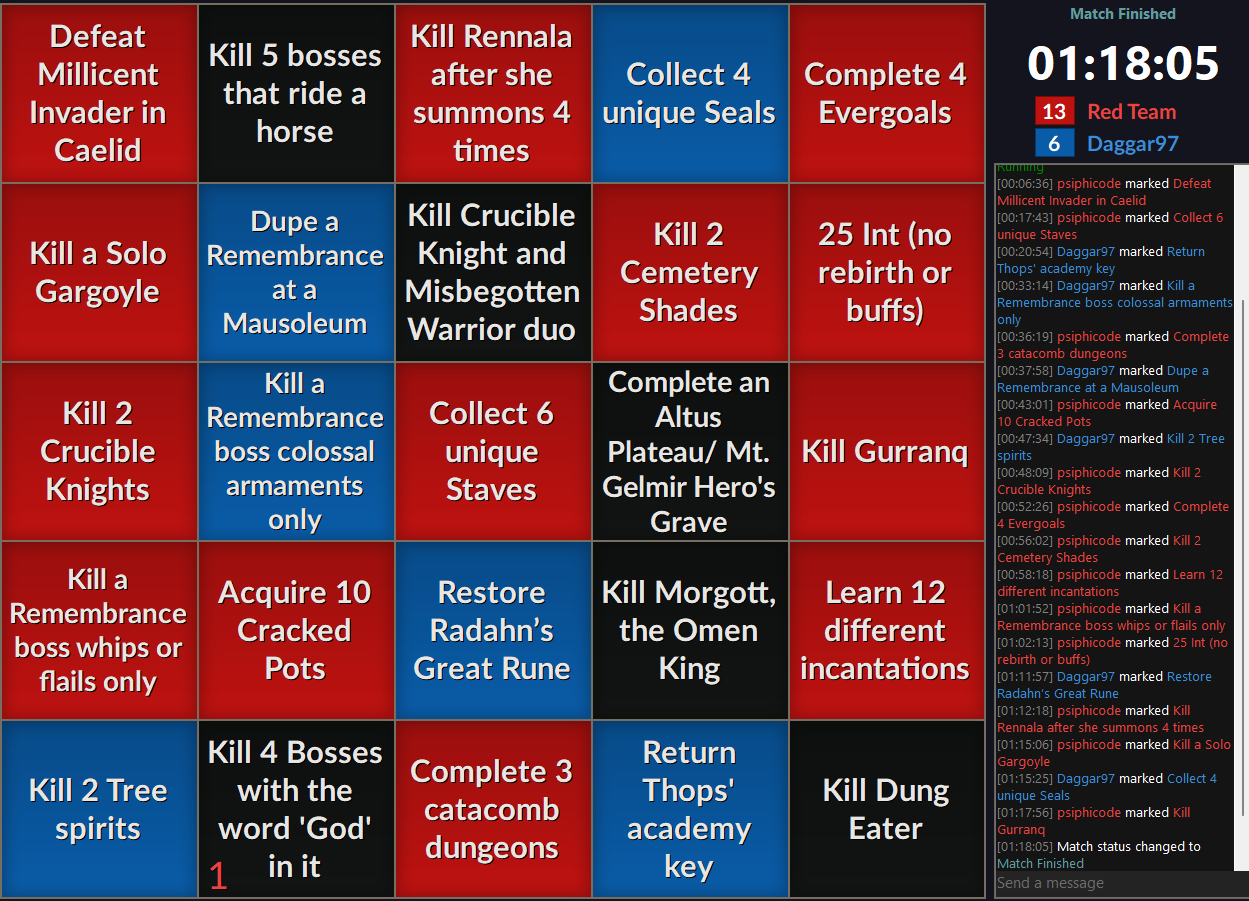 Defeat
Millicent
Invader in
Caelid
Kill 5 bosses
that ride a
horse
Kill Rennala
after she
summons 4
times
Collect 4
unique Seals
Complete 4
Evergoals
Kill a Solo
Gargoyle
Dupe a
Remembrance
at a
Mausoleum
Kill Crucible
Knight and
Misbegotten
Warrior duo
Kill 2
Cemetery
Shades
25 Int (no
rebirth or
buffs)
Kill 2
Crucible
Knights
Kill a
Remembrance
boss colossal
armaments
only
Collect 6
unique
Staves
Complete an
Altus
Plateau/ Mt.
Gelmir Hero's
Grave
Kill Gurranq
Kill a
Remembrance
boss whips or
flails only
Acquire 10
Cracked
Pots
Restore
Radahn’s
Great Rune
Kill Morgott,
the Omen
King
Learn 12
different
incantations
Kill 2 Tree
spirits
Kill 4 Bosses
with the
word 'God'
in it
1
Complete 3
catacomb
dungeons
Return
Thops'
academy
key
Kill Dung
Eater
Match Finished
01:18:05
13 Red Team
6 Daggar97
Running
[00:06:36] psiphicode marked Defeat
Millicent Invader in Caelid
[00:17:43] psiphicode marked Collect 6
unique Staves
[00:20:54] Daggar97 marked Return
Thops' academy key
[00:33:14] Daggar97 marked Kill a
Remembrance boss colossal armaments
only
[00:36:19] psiphicode marked Complete
3 catacomb dungeons
[00:37:58] Daggar97 marked Dupe a
Remembrance at a Mausoleum
[00:43:01] psiphicode marked Acquire
10 Cracked Pots
[00:47:34] Daggar97 marked Kill 2 Tree
spirits
[00:48:09] psiphicode marked Kill 2
Crucible Knights
[00:52:26] psiphicode marked Complete
4 Evergoals
[00:56:02] psiphicode marked Kill 2
Cemetery Shades
[00:58:18] psiphicode marked Learn 12
different incantations
[01:01:52] psiphicode marked Kill a
Remembrance boss whips or flails only
[01:02:13] psiphicode marked 25 Int (no
rebirth or buffs)
[01:11:57] Daggar97 marked Restore
Radahn’s Great Rune
[01:12:18] psiphicode marked Kill
Rennala after she summons 4 times
[01:15:06] psiphicode marked Kill a Solo
Gargoyle
[01:15:25] Daggar97 marked Collect 4
unique Seals
[01:17:56] psiphicode marked Kill
Gurranq
[01:18:05] Match status changed to
Match Finished
Send a message